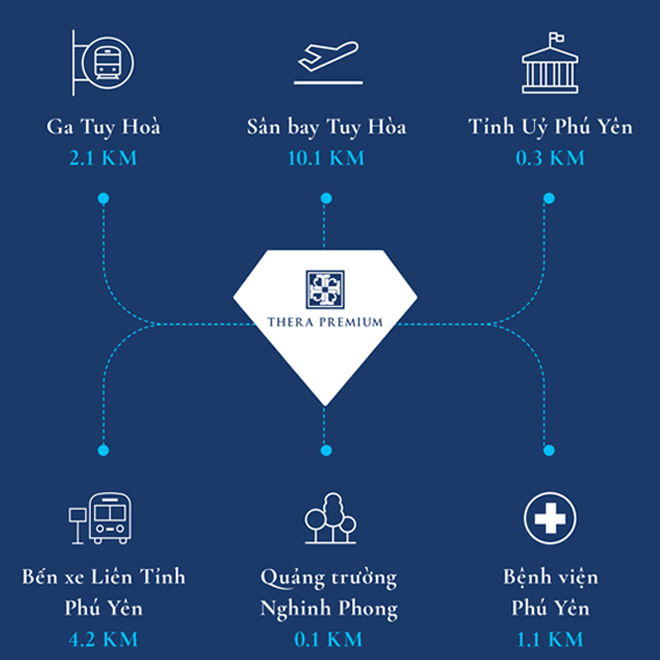 Ga Tuy Hoà
2.1 KM
Sân bay Tuy Hòa
10.1 KM
Tỉnh Uỷ Phú Yên
0.3 KM
THERA PREMIUM
Bến xe Liên Tỉnh
Phú Yên
4.2 KM
Quảng trường
Nghinh Phong
0.1 KM
Bệnh viện
Phú Yên
1.1 KM